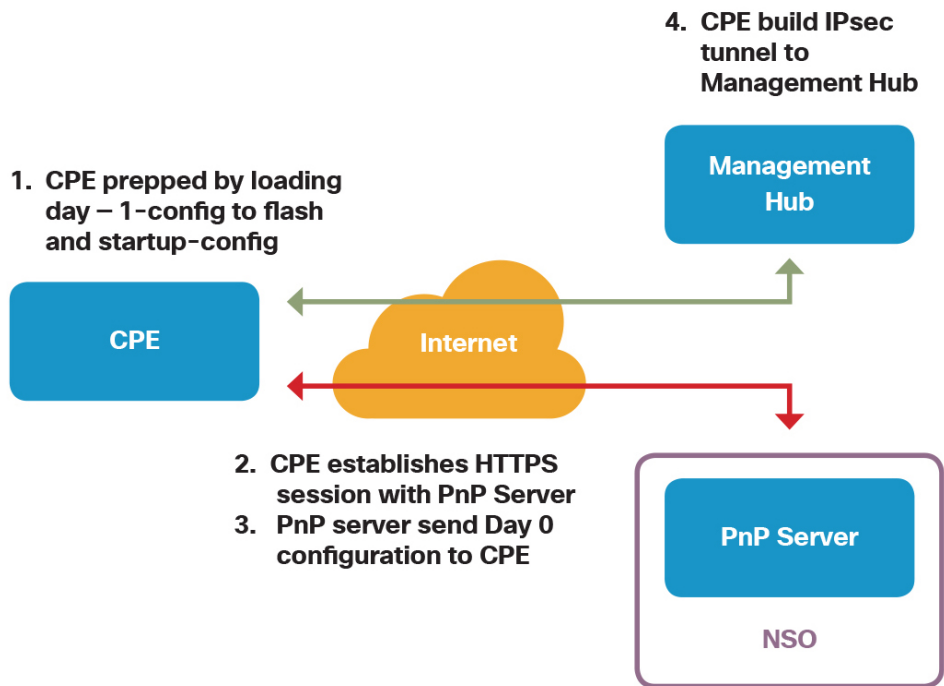 4. CPE build IPsec
tunnel to
Management Hub
Management
Hub
1. CPE prepped by loading
day – 1-config to flash
and startup-config
CPE
Internet
2. CPE establishes HTTPS
session with PnP Server
3. PnP server send Day 0
configuration to CPE
PnP Server
NSO